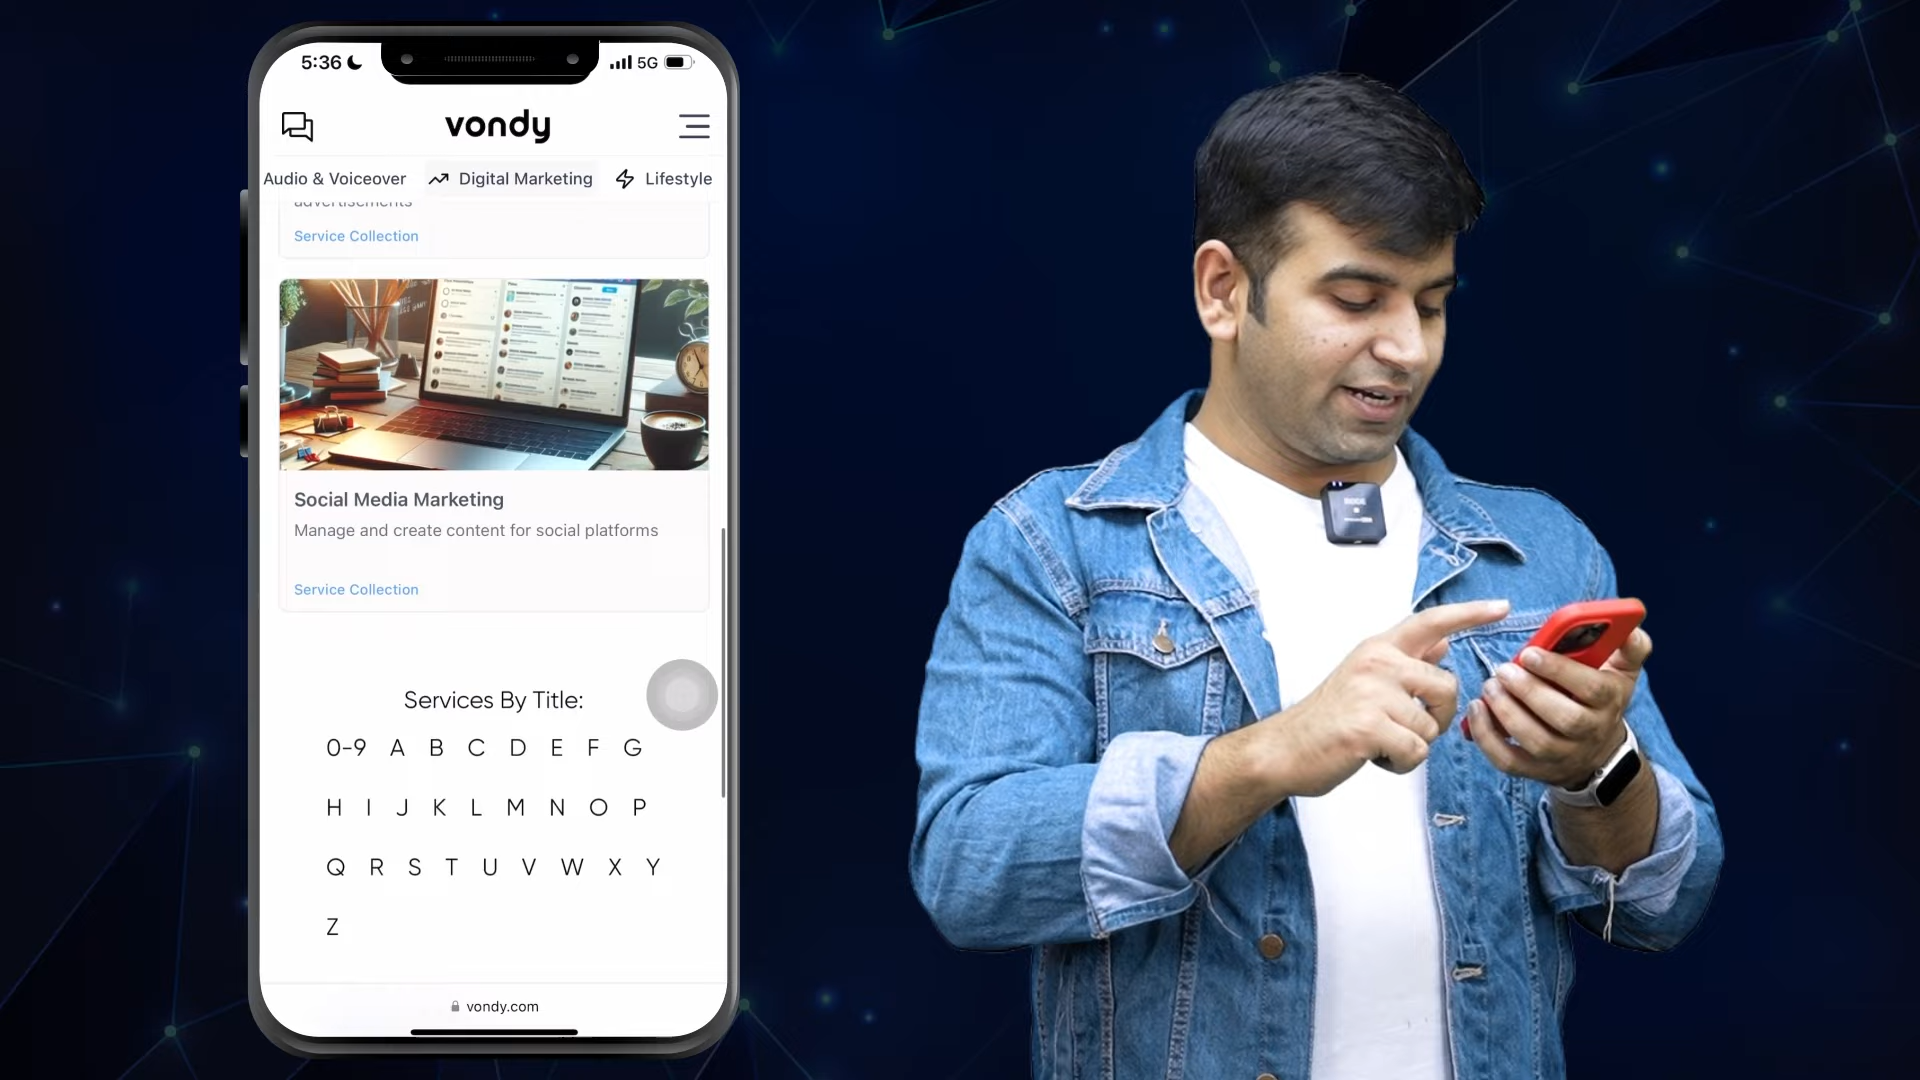 5:36
5G
vondy
Audio & Voiceover
Digital Marketing
Lifestyle
advertisements
Service Collection
Social Media Marketing
Manage and create content for social platforms
Service Collection
Services By Title:
0-9 A B C D E F G
H I J K L M N O P
Q R S T U V W X Y
Z
vondy.com